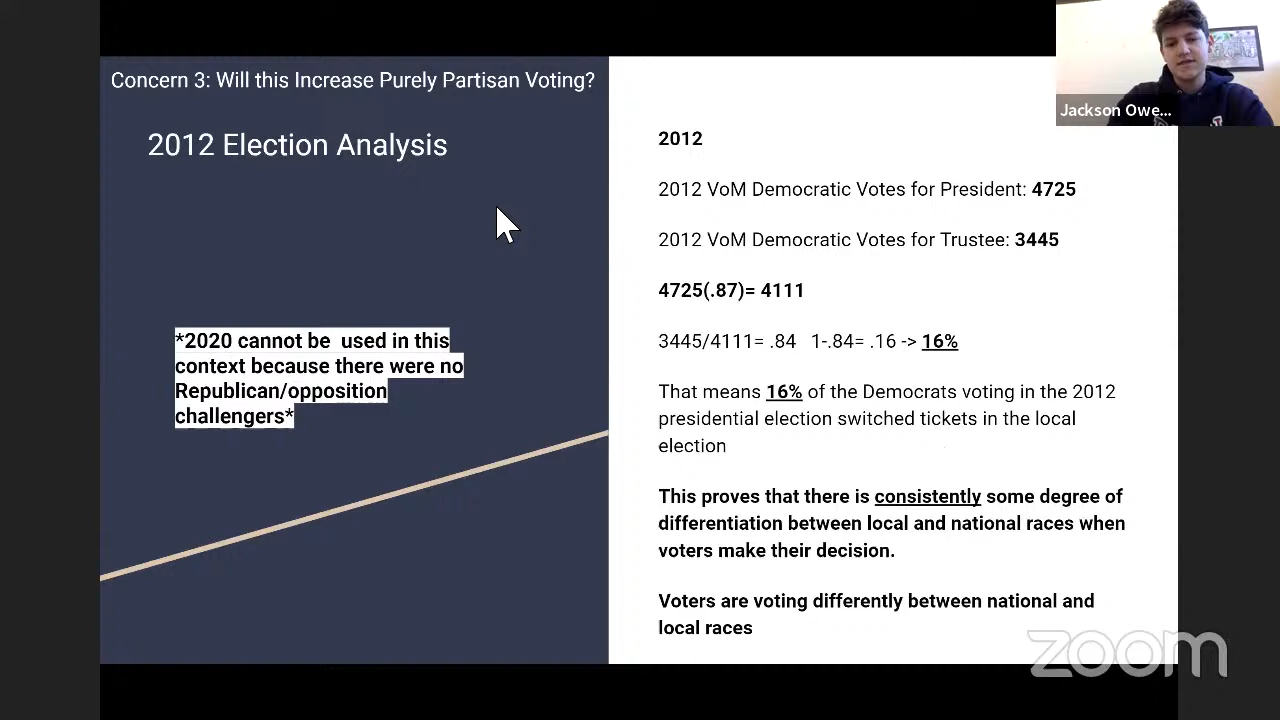 Concern 3: Will this Increase Purely Partisan Voting?
2012 Election Analysis
*2020 cannot be used in this
context because there were no
Republican/opposition
challengers*
2012
2012 VoM Democratic Votes for President: 4725
2012 VoM Democratic Votes for Trustee: 3445
4725(.87)= 4111
3445/4111= .84 1-.84= .16 -> 16%
That means 16% of the Democrats voting in the 2012
presidential election switched tickets in the local
election
This proves that there is consistently some degree of
differentiation between local and national races when
voters make their decision.
Voters are voting differently between national and
local races
Jackson Owe...
zoom